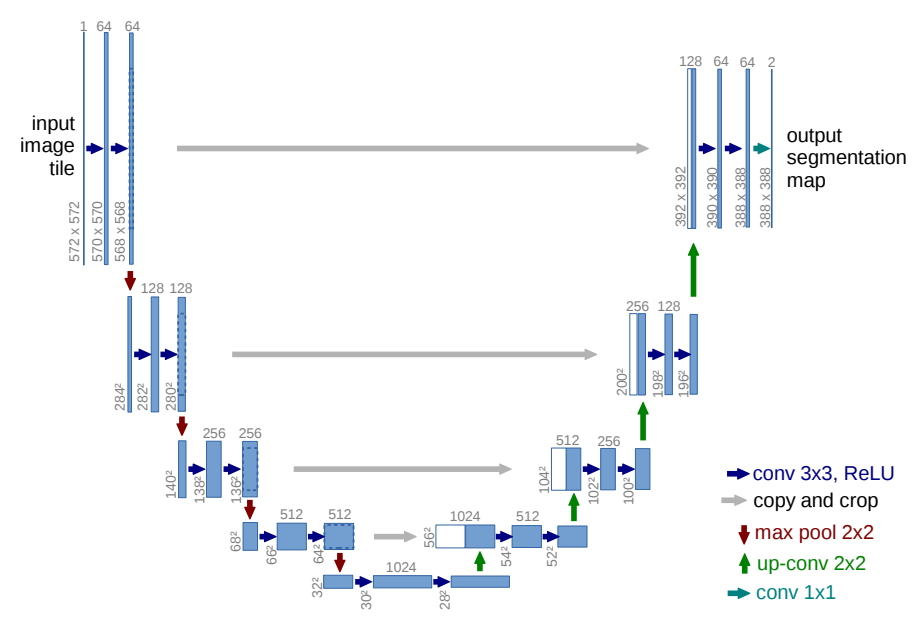 1 64 64
128 64 64 2
input
image
tile
output
segmentation
map
572 x 572
570 x 570
568 x 568
392 x 392
390 x 390
388 x 388
388 x 388
128 128
256 128
284²
282²
280²
200²
198²
196²
256 256
512 256
140²
138²
136²
104²
102²
100²
conv 3x3, ReLU
copy and crop
max pool 2x2
up-conv 2x2
conv 1x1
512 512
1024 512
68²
66²
64²
56²
54²
52²
1024
32²
30²
28²